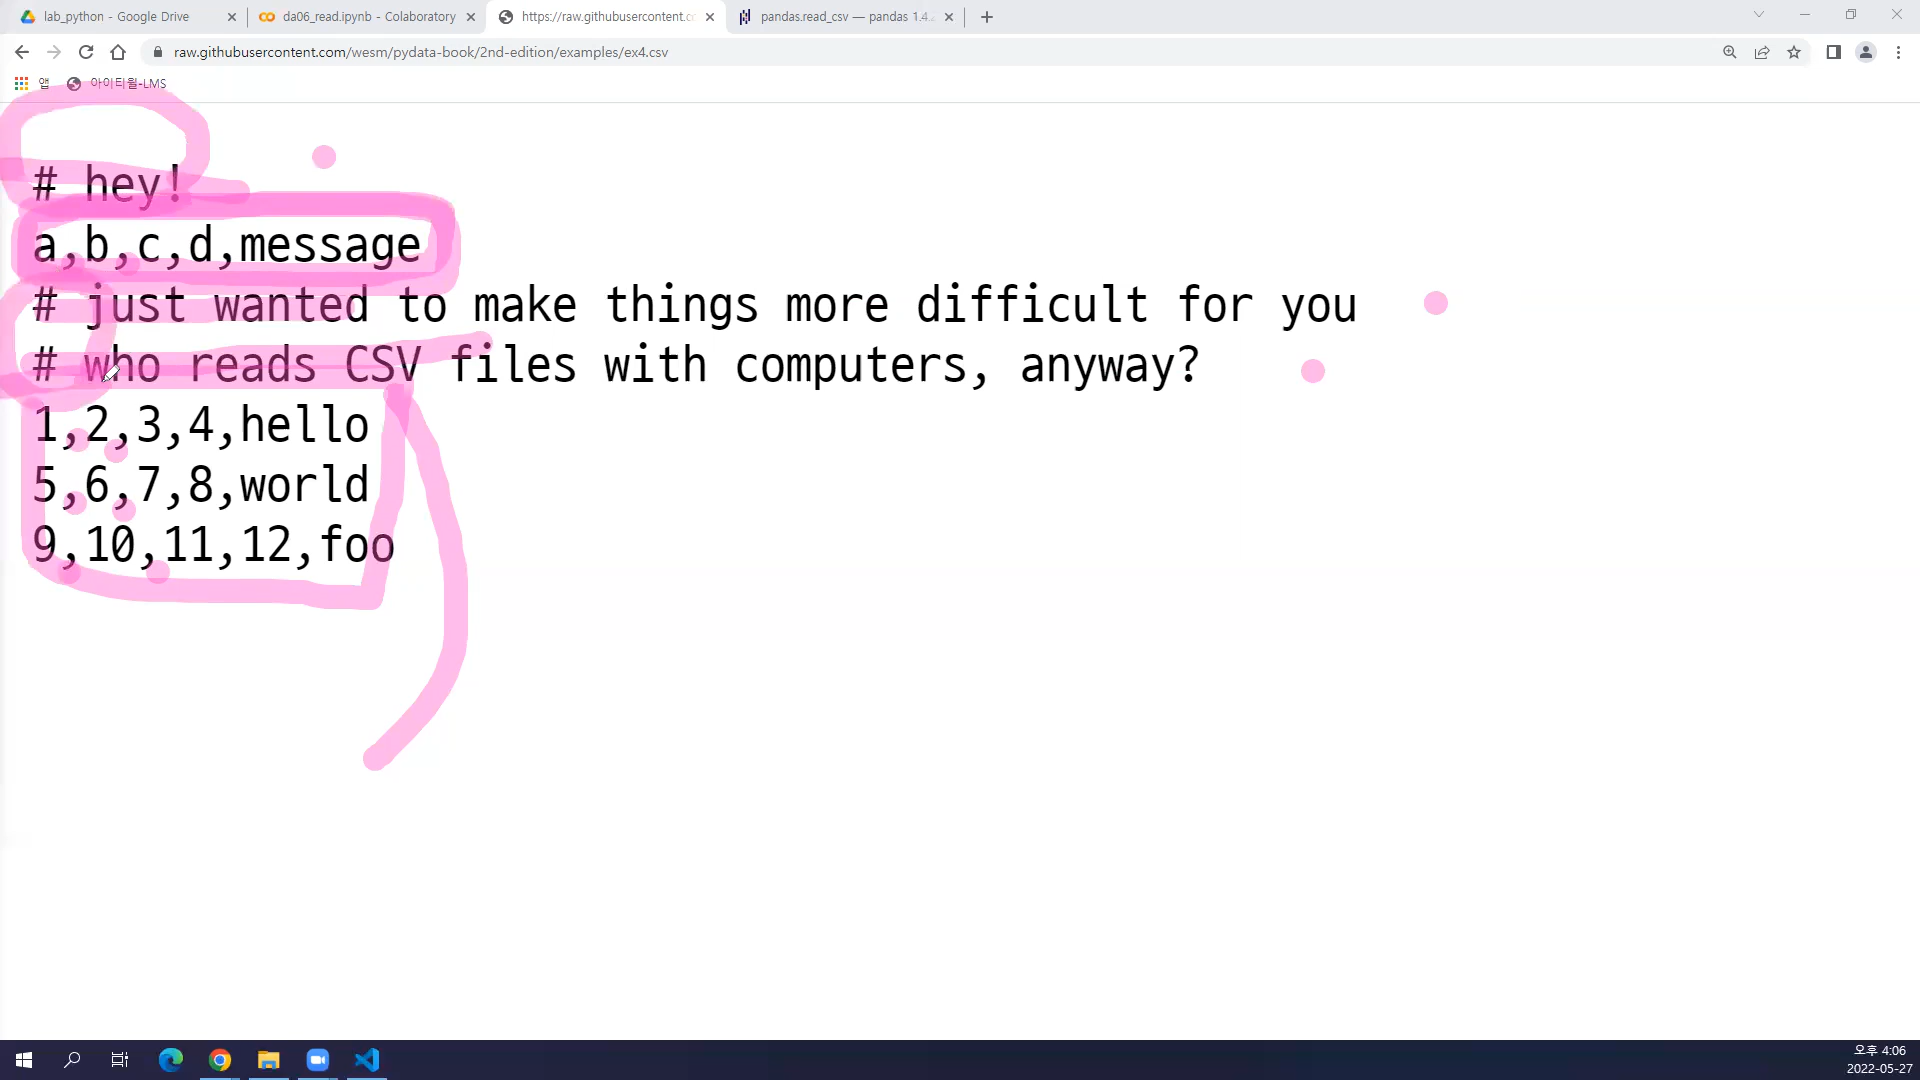 lab_python - Google Drive
da06_read.ipynb - Colaboratory
https://raw.githubusercontent.co
pandas.read_csv — pandas 1.4.
raw.githubusercontent.com/wesm/pydata-book/2nd-edition/examples/ex4.csv
앱
아이티윌-LMS
# hey!
a,b,c,d,message
# just wanted to make things more difficult for you
# who reads CSV files with computers, anyway?
1,2,3,4,hello
5,6,7,8,world
9,10,11,12,foo
오후 4:06
2022-05-27